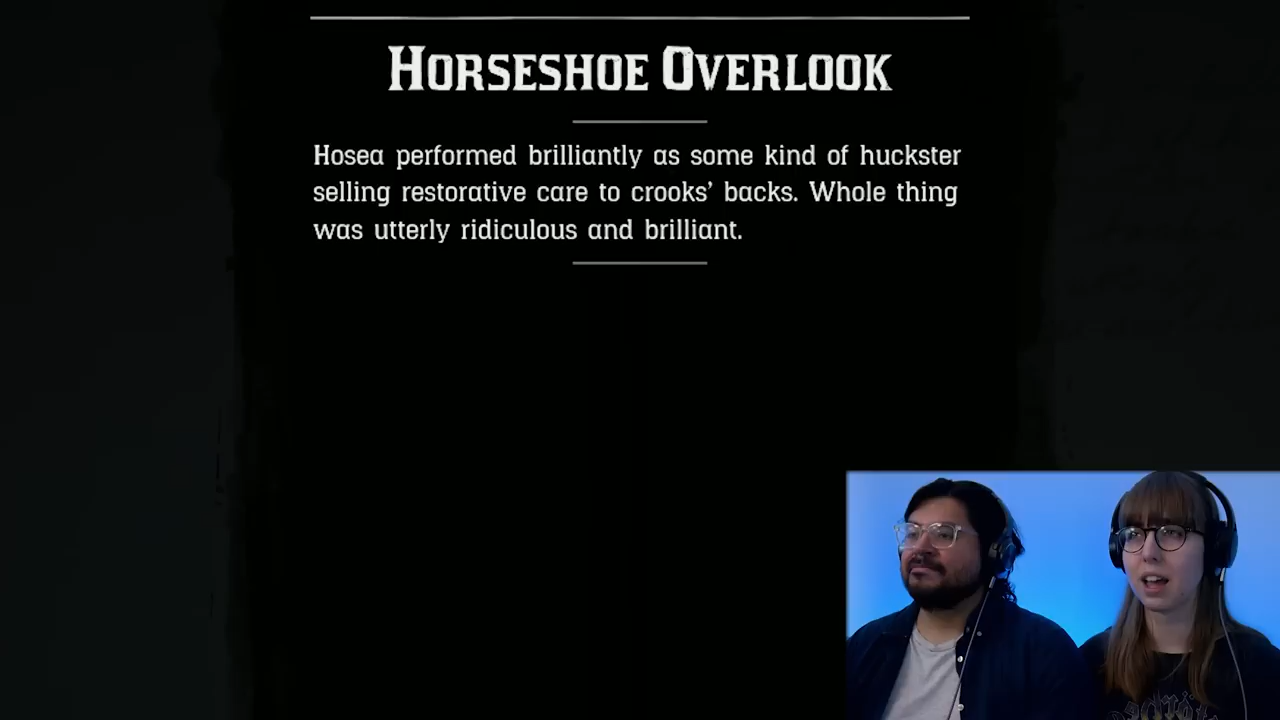 Horseshoe Overlook
Hosea performed brilliantly as some kind of huckster
selling restorative care to crooks' backs. Whole thing
was utterly ridiculous and brilliant.